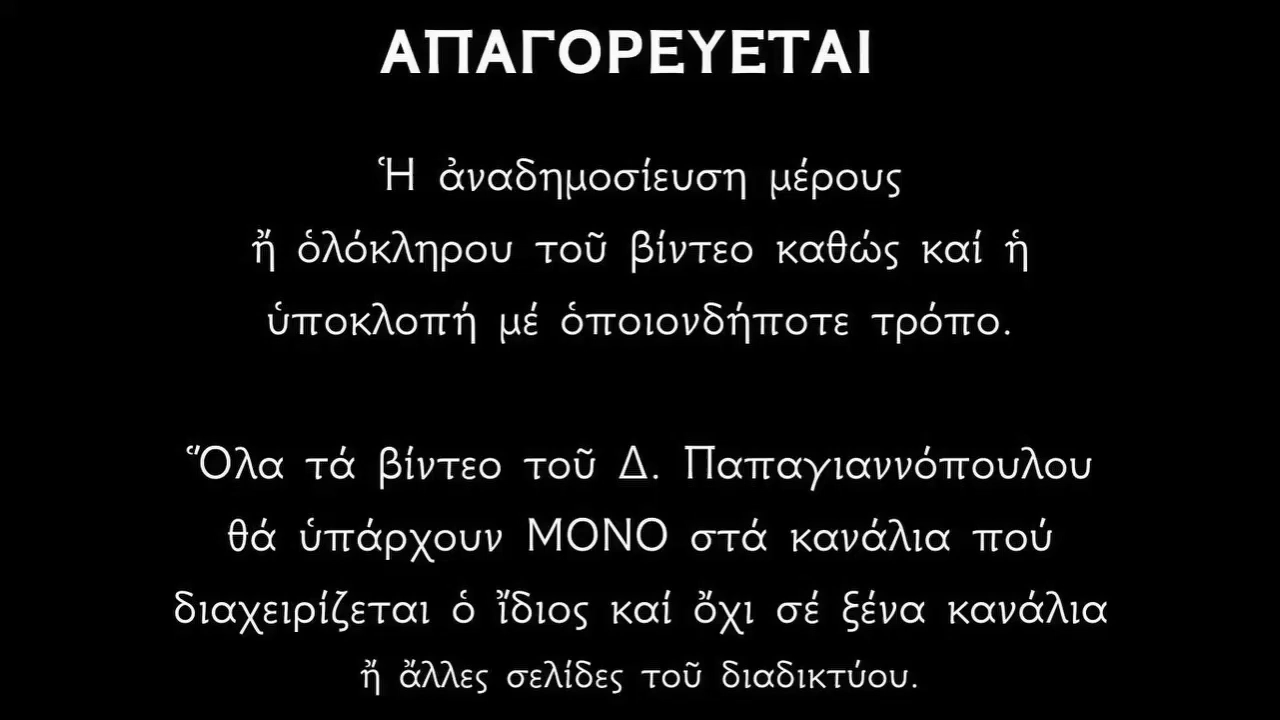 ΑΠΑΓΟΡΕΥΕΤΑΙ
Ἡ ἀναδημοσίευση μέρους
ἤ ὁλόκληρου τοῦ βίντεο καθώς καί ἡ
ὑποκλοπή μέ ὁποιονδήποτε τρόπο.
Ὅλα τά βίντεο τοῦ Δ. Παπαγιαννόπουλου
θά ὑπάρχουν ΜΟΝΟ στά κανάλια πού
διαχειρίζεται ὁ ἴδιος καί ὄχι σέ ξένα κανάλια
ἤ ἄλλες σελίδες τοῦ διαδικτύου.